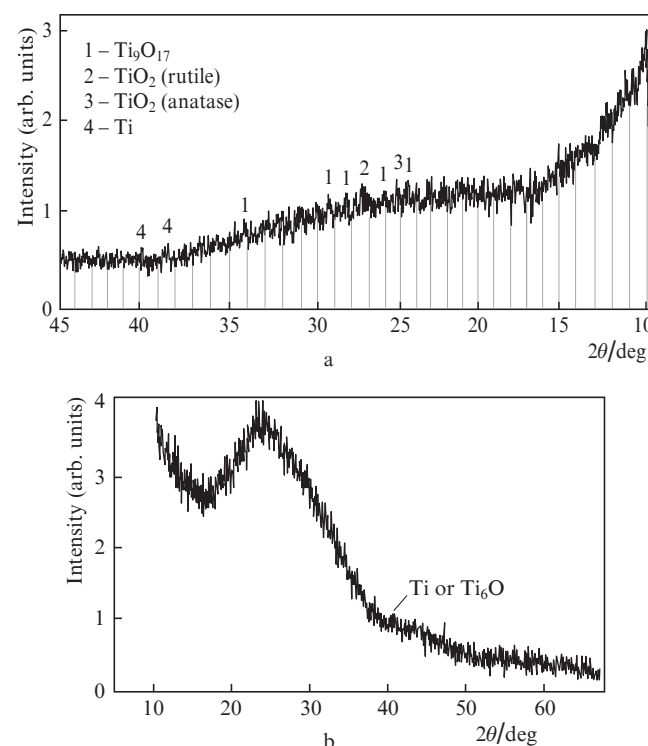 3
2
1
0
Intensity (arb. units)
1 – Ti₉O₁₇
2 – TiO₂ (rutile)
3 – TiO₂ (anatase)
4 – Ti
4 4 1 1 1 2 1 3 1
45 40 35 30 25 20 15 10
2θ/deg
a
4
3
2
1
0
Intensity (arb. units)
Ti or Ti₆O
10 20 30 40 50 60
2θ/deg
b